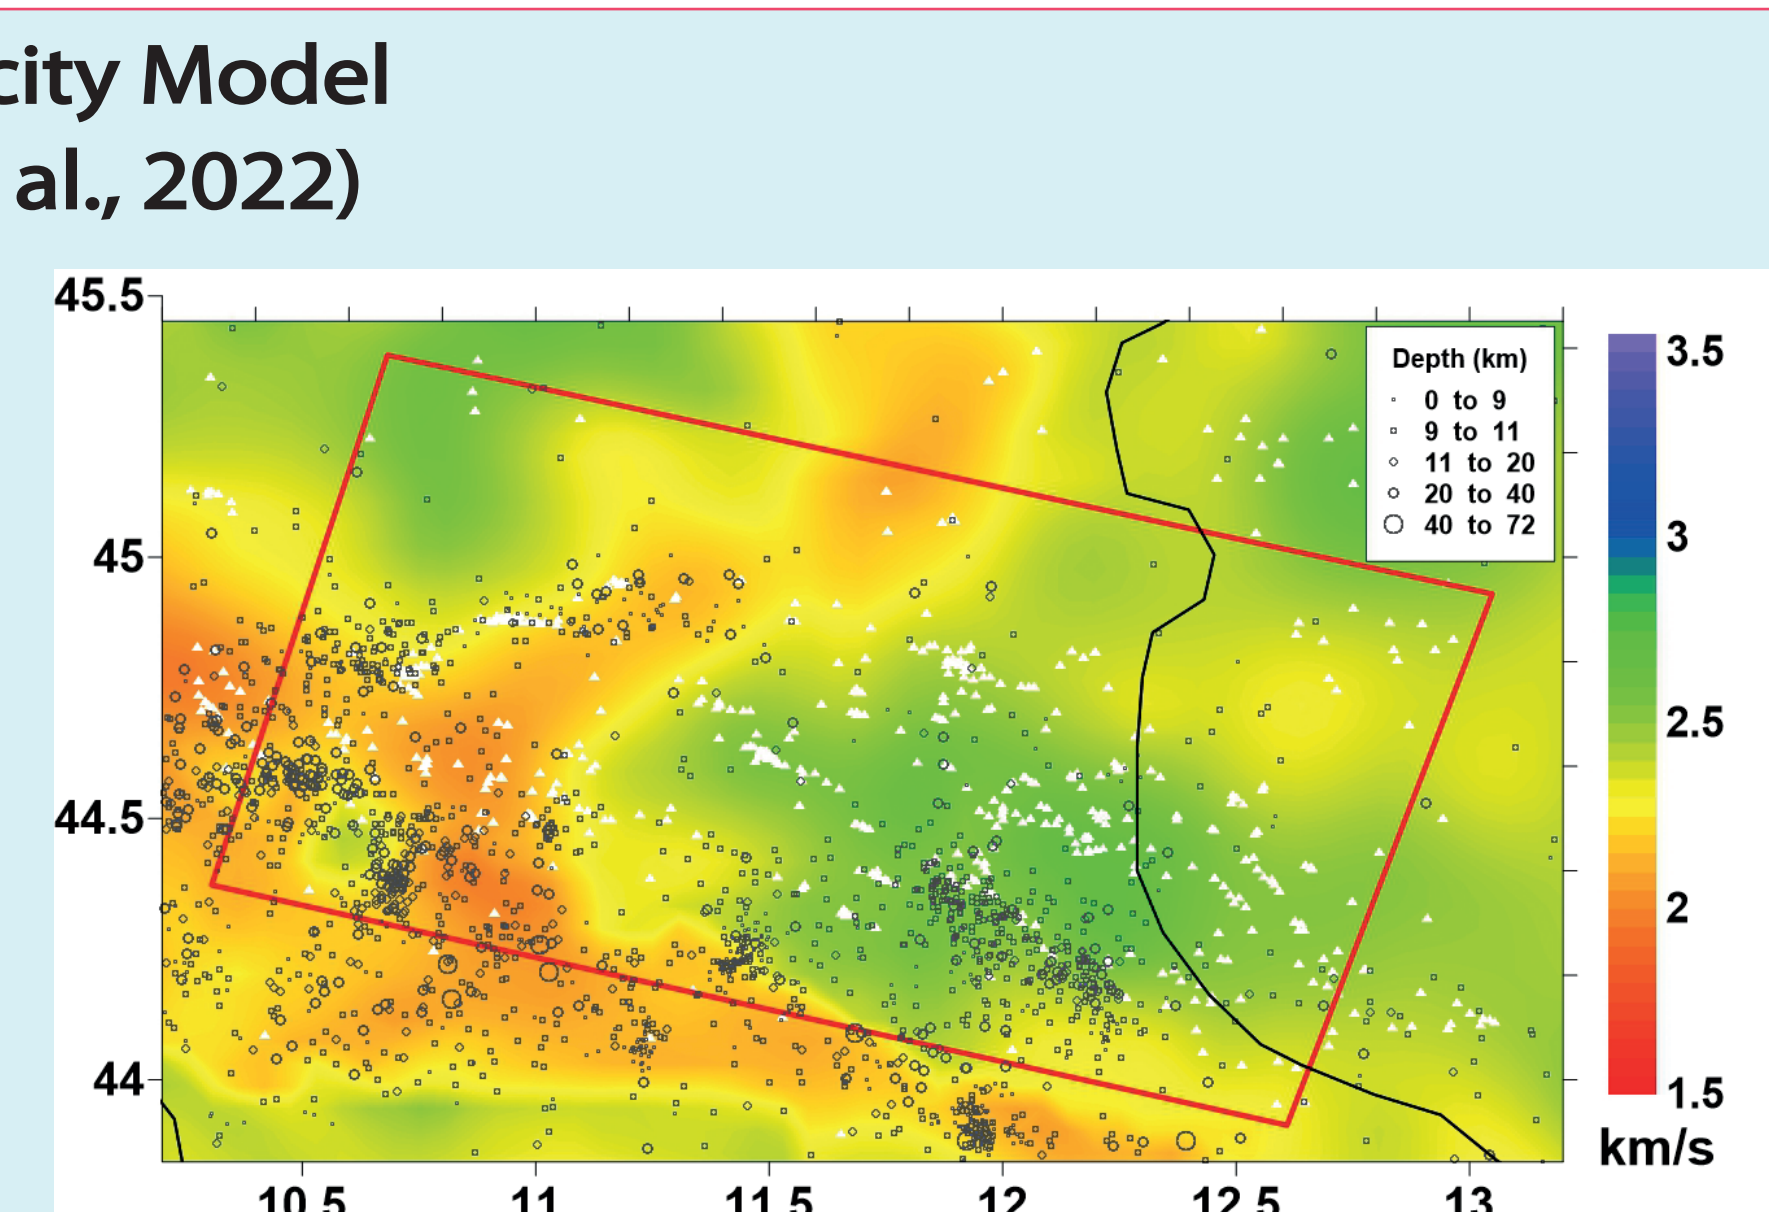 city Model
al., 2022)
45.5
45
44.5
44
10.5
11
11.5
12
12.5
13
Depth (km)
0 to 9
9 to 11
11 to 20
20 to 40
40 to 72
3.5
3
2.5
2
1.5
km/s